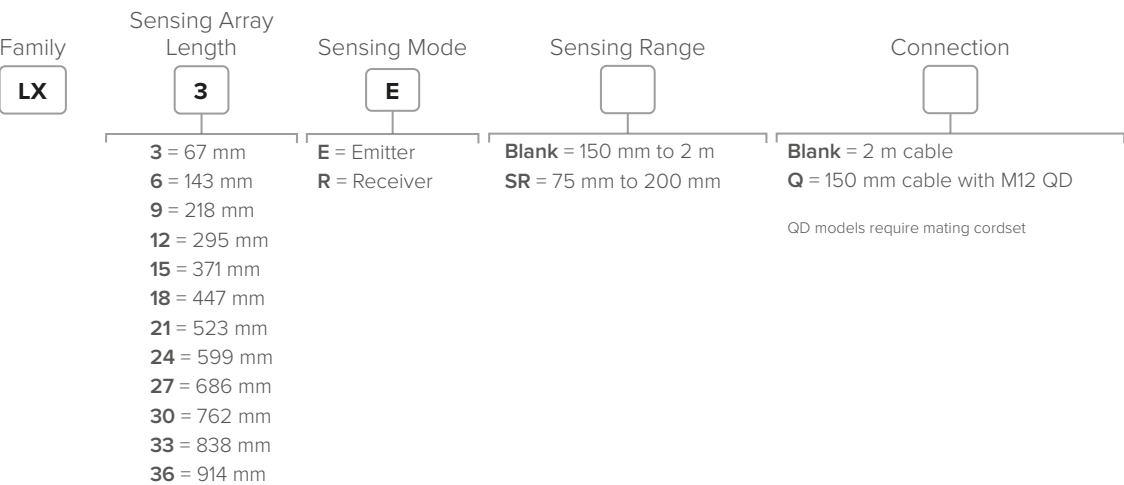 Family
Sensing Array
Length
Sensing Mode
Sensing Range
Connection
LX
3
E
3 = 67 mm
6 = 143 mm
9 = 218 mm
12 = 295 mm
15 = 371 mm
18 = 447 mm
21 = 523 mm
24 = 599 mm
27 = 686 mm
30 = 762 mm
33 = 838 mm
36 = 914 mm
E = Emitter
R = Receiver
Blank = 150 mm to 2 m
SR = 75 mm to 200 mm
Blank = 2 m cable
Q = 150 mm cable with M12 QD
QD models require mating cordset